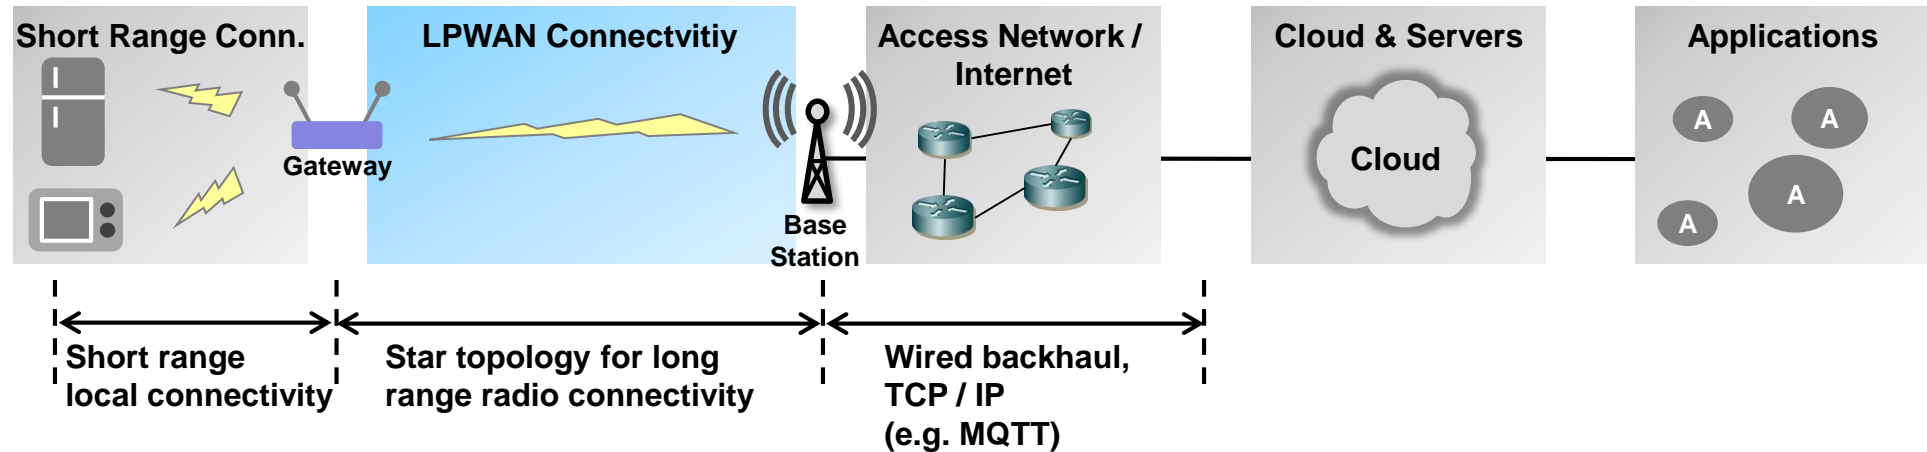 Short Range Conn.
LPWAN Connectvitiy
Access Network /
Internet
Cloud & Servers
Applications
Gateway
Base
Station
Cloud
A
A
A
A
Short range
local connectivity
Star topology for long
range radio connectivity
Wired backhaul,
TCP / IP
(e.g. MQTT)